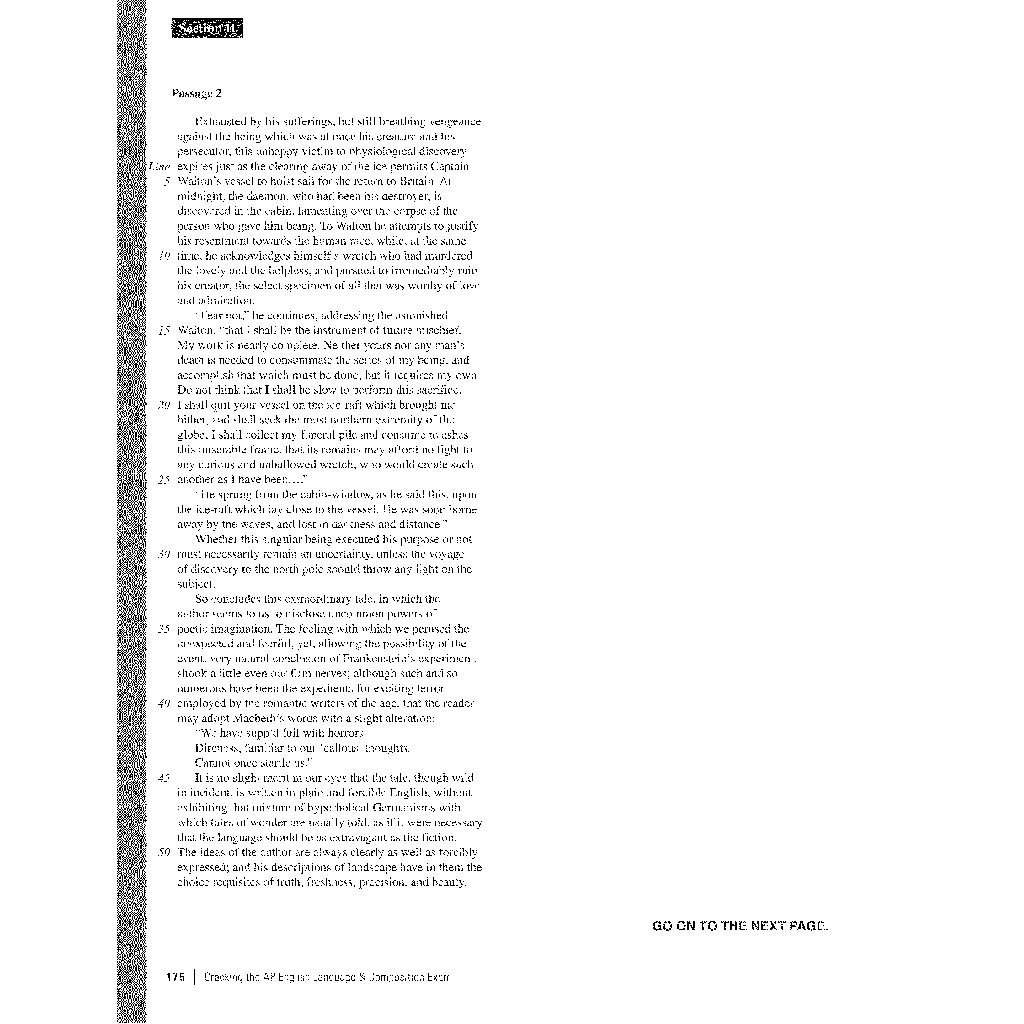 Section II
Passage 2
Exhausted by his sufferings, but still breathing vengeance
against the being which was at once his creature and his
persecutor, this unhappy victim to physiological discovery
Line expires just as the clearing away of the ice permits Captain
5 Walton's vessel to hoist sail for the return to Britain. At
midnight, the daemon, who had been his destroyer, is
discovered in the cabin, lamenting over the corpse of the
person who gave him being. To Walton he attempts to justify
his resentment towards the human race, while, at the same
10 time, he acknowledges himself a wretch who had murdered
the lovely and the helpless, and pursued to irremediable ruin
his creator, the select specimen of all that was worthy of love
and admiration.
"Fear not," he continues, addressing the astonished
15 Walton, "that I shall be the instrument of future mischief.
My work is nearly complete. Neither yours nor any man's
death is needed to consummate the series of my being, and
accomplish that which must be done, but it requires my own.
Do not think that I shall be slow to perform this sacrifice.
20 I shall quit your vessel on the ice-raft which brought me
hither, and shall seek the most northern extremity of the
globe; I shall collect my funeral pile and consume to ashes
this miserable frame, that its remains may afford no light to
any curious and unhallowed wretch, who would create such
25 another as I have been...."
"He sprung from the cabin-window, as he said this, upon
the ice-raft which lay close to the vessel. He was soon borne
away by the waves, and lost in darkness and distance."
Whether this singular being executed his purpose or not
30 must necessarily remain an uncertainty, unless the voyage
of discovery to the north pole should throw any light on the
subject.
So concludes this extraordinary tale, in which the
author seems to us to disclose uncommon powers of
35 poetic imagination. The feeling with which we perused the
unexpected and fearful, yet, allowing the possibility of the
event, very natural conclusion of Frankenstein's experiment,
shook a little even our firm nerves; although such and so
numerous have been the expedients for exciting terror
40 employed by the romantic writers of the age, that the reader
may adopt Macbeth's words with a slight alteration:
"We have supp'd full with horrors
Direness, familiar to our 'callous' thoughts,
Cannot once startle us."
45 It is no slight merit in our eyes that the tale, though wild
in incident, is written in plain and forcible English, without
exhibiting that mixture of hyperbolical Germanisms with
which tales of wonder are usually told, as if it were necessary
that the language should be as extravagant as the fiction.
50 The ideas of the author are always clearly as well as forcibly
expressed; and his descriptions of landscape have in them the
choice requisites of truth, freshness, precision, and beauty.
GO ON TO THE NEXT PAGE.
176 | Cracking the AP English Language & Composition Exam